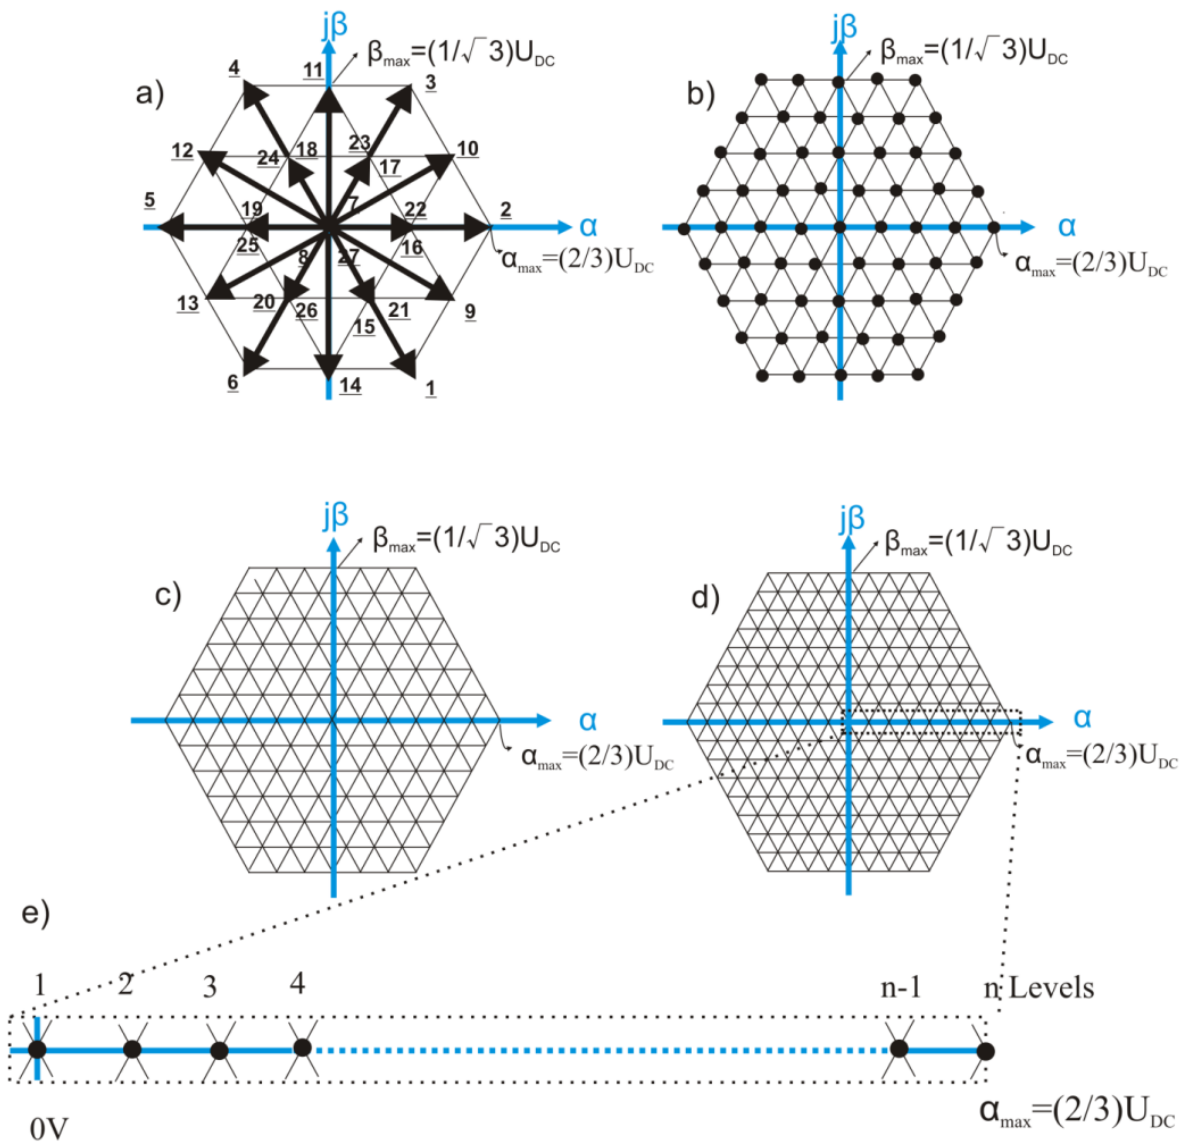 jβ
βmax=(1/√3)UDC
a)
4 11 3
12 24 18 23 17 10
5 19 7 22 2
α
25 8 27 16
αmax=(2/3)UDC
13 20 26 15 21 9
6 14 1
jβ
βmax=(1/√3)UDC
b)
α
αmax=(2/3)UDC
jβ
βmax=(1/√3)UDC
c)
α
αmax=(2/3)UDC
jβ
βmax=(1/√3)UDC
d)
α
αmax=(2/3)UDC
e)
1 2 3 4 n-1 n Levels
0V
αmax=(2/3)UDC